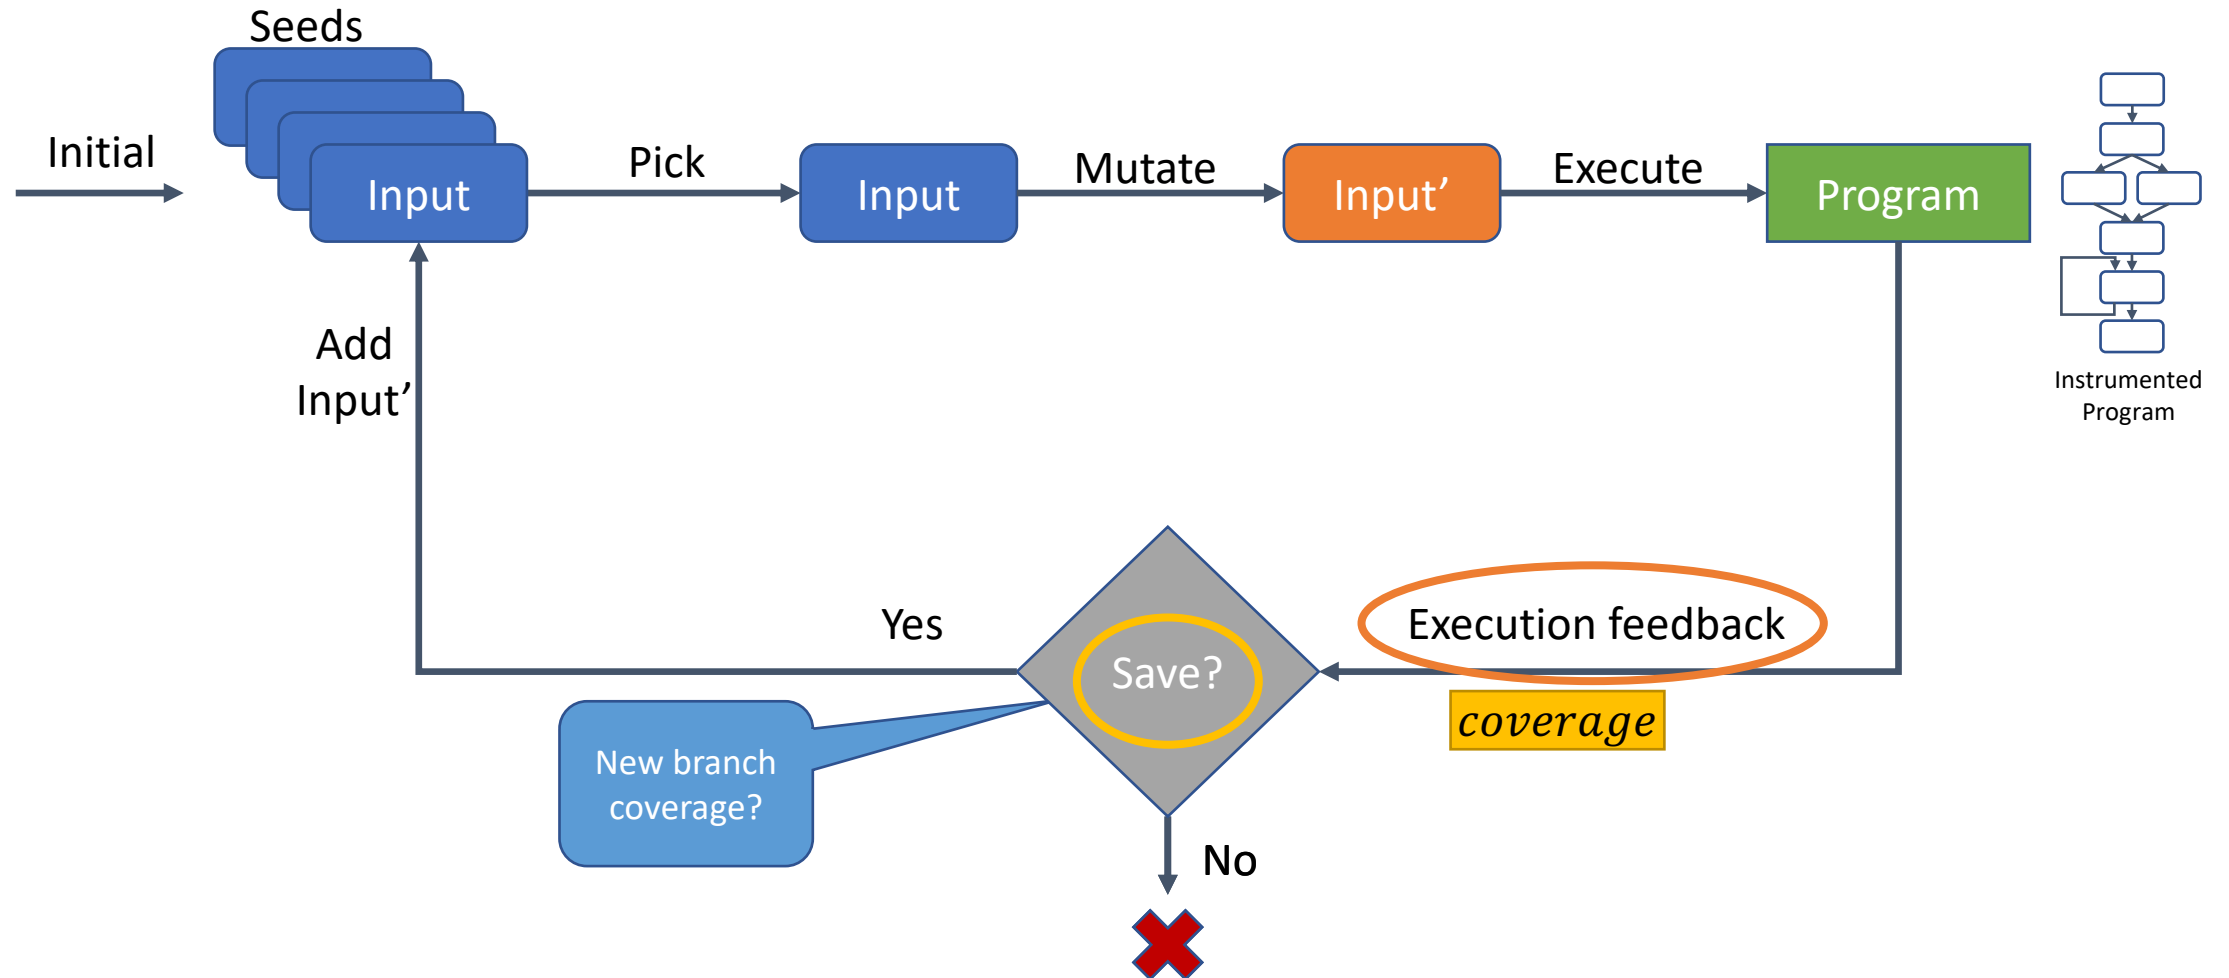 Seeds
Initial
Input
Pick
Input
Mutate
Input’
Execute
Program
Instrumented
Program
Add
Input’
Yes
Save?
Execution feedback
coverage
New branch
coverage?
No